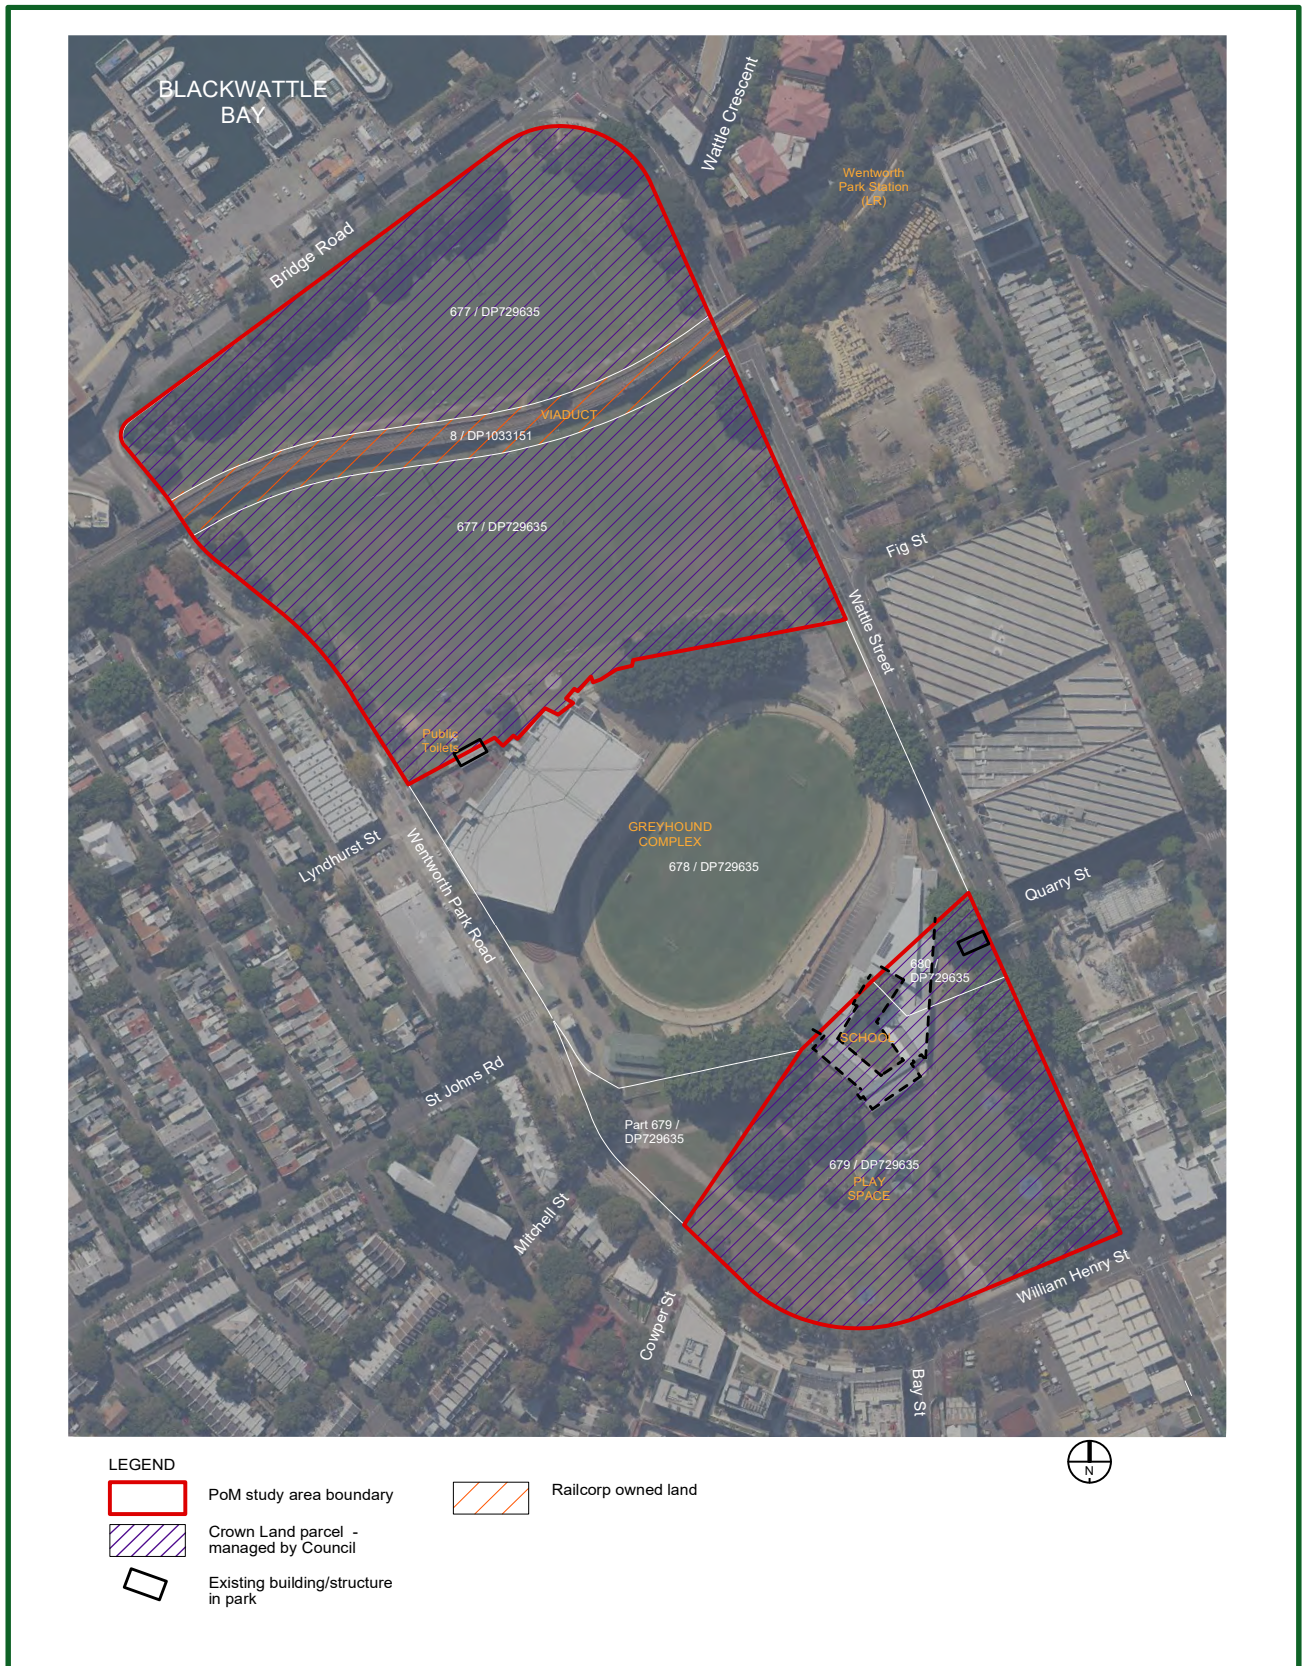 BLACKWATTLE
BAY
Wattle Crescent
Wentworth
Park Station
(LR)
Bridge Road
677 / DP729635
VIADUCT
8 / DP1033151
677 / DP729635
Fig St
Wattle Street
Public
Toilets
GREYHOUND
COMPLEX
678 / DP729635
Lyndhurst St
Wentworth Park Road
Quarry St
680 /
DP729635
SCHOOL
St Johns Rd
Part 679 /
DP729635
679 / DP729635
PLAY
SPACE
Mitchell St
William Henry St
Cowper St
Bay St
LEGEND
N
PoM study area boundary
Railcorp owned land
Crown Land parcel -
managed by Council
Existing building/structure
in park